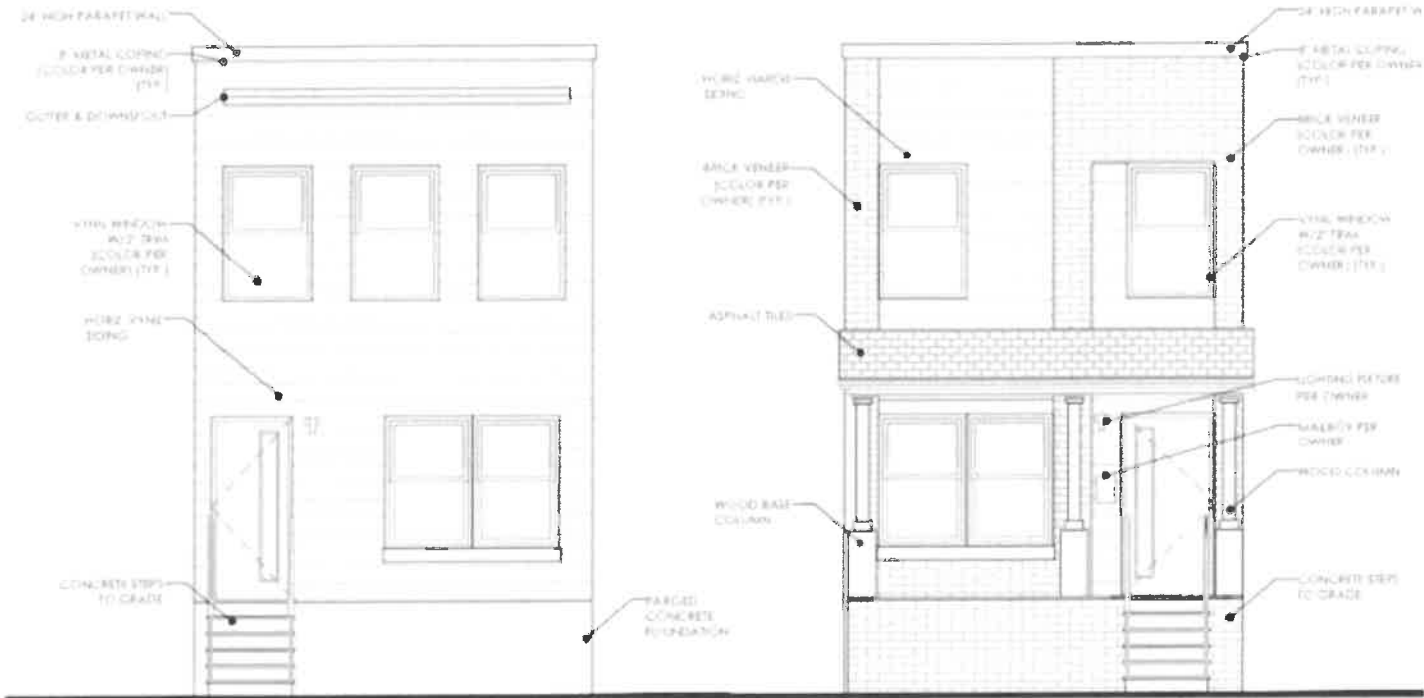 24" HIGH PARAPET WALL
8" METAL COPING
(COLOR PER OWNER)
(TYP.)
GUTTER & DOWNSPOUT
VYNL WINDOW
W/2" TRIM
(COLOR PER
OWNER) (TYP.)
HORIZ. VYNL
SIDING
CONCRETE STEPS
TO GRADE
PARGED
CONCRETE
FOUNDATION
HORIZ HARDIE
SIDING
BRICK VENEER
(COLOR PER
OWNER) (TYP.)
ASPHALT TILES
WOOD BASE
COLUMN
24" HIGH PARAPET W
8" METAL COPING
(COLOR PER OWNER
(TYP.)
BRICK VENEER
(COLOR PER
OWNER) (TYP.)
VYNL WINDOW
W/2" TRIM
(COLOR PER
OWNER) (TYP.)
LIGHTING FIXTURE
PER OWNER
MAILBOX PER
OWNER
WOOD COLUMN
CONCRETE STEPS
TO GRADE